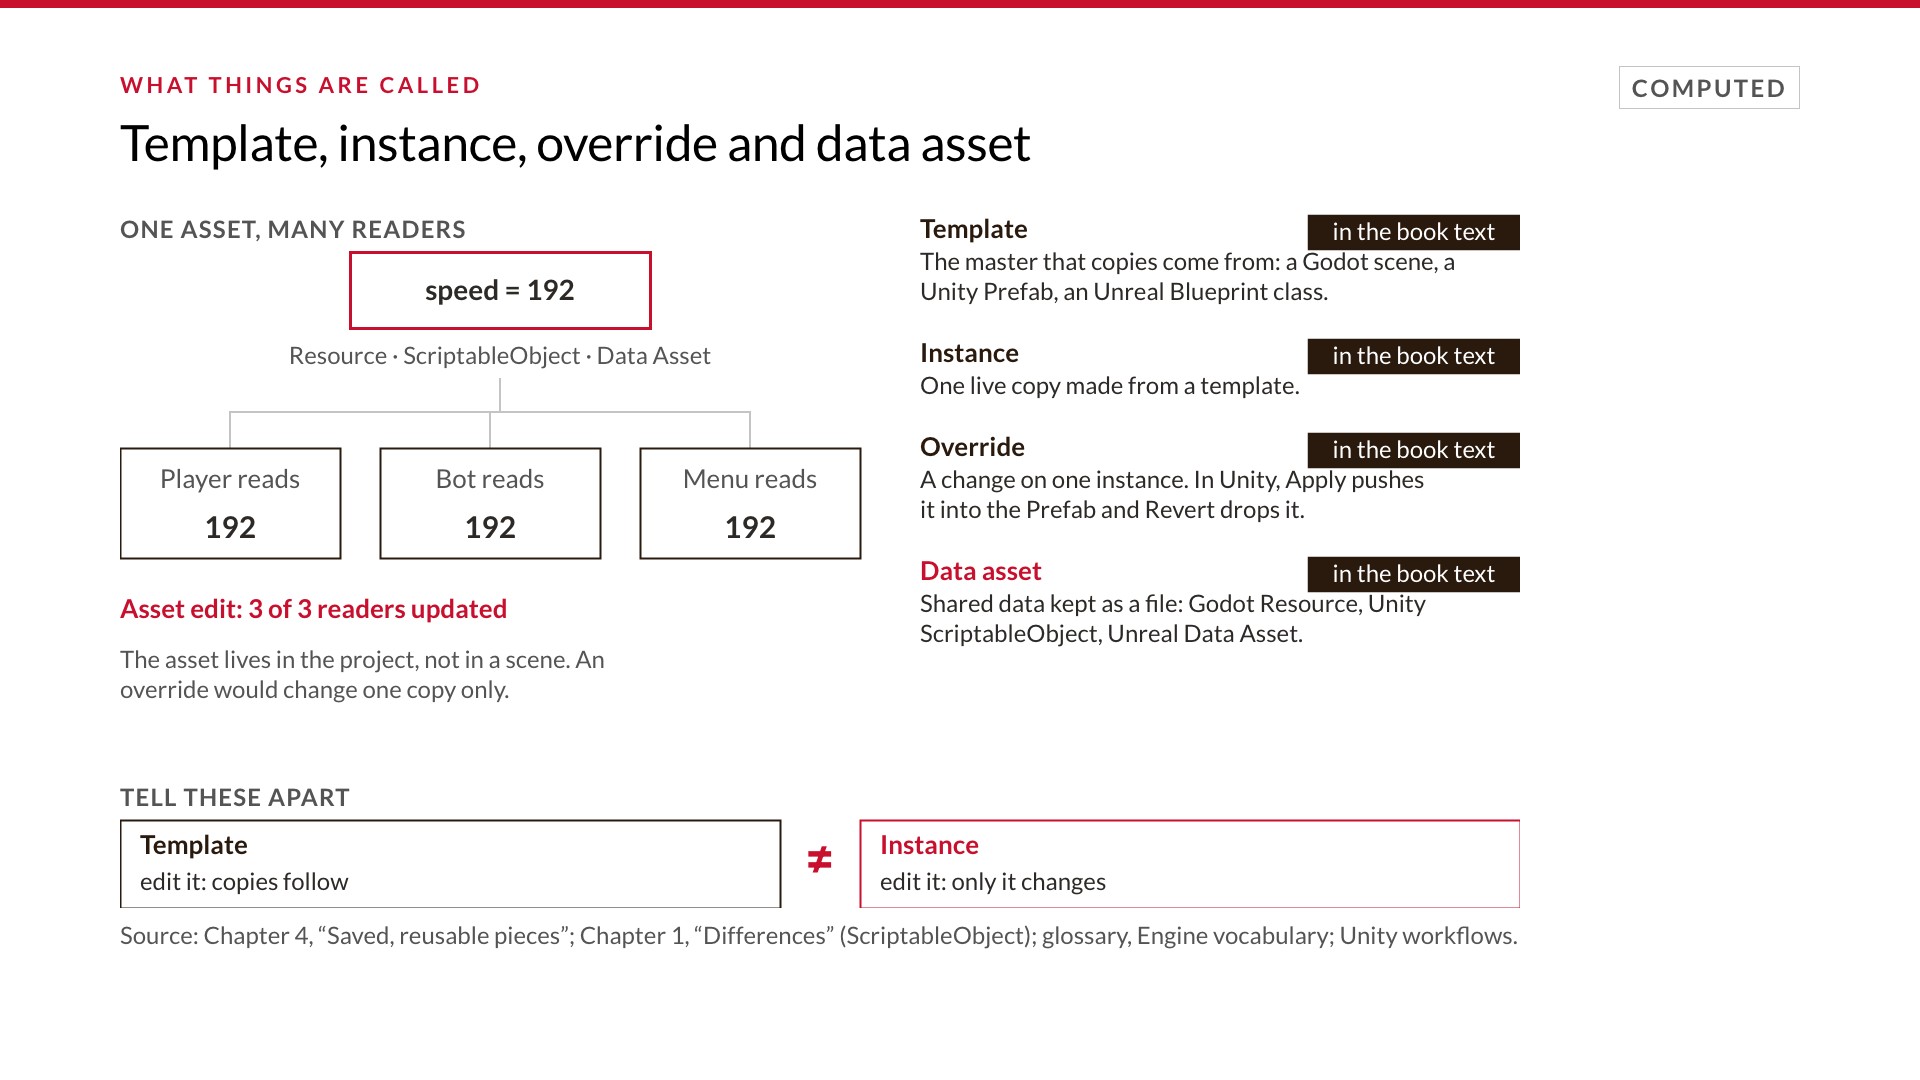 WHAT THINGS ARE CALLED
COMPUTED
Template, instance, override and data asset
ONE ASSET, MANY READERS
speed = 192
Resource · ScriptableObject · Data Asset
Player reads
192
Bot reads
192
Menu reads
192
Asset edit: 3 of 3 readers updated
The asset lives in the project, not in a scene. An
override would change one copy only.
Template
in the book text
The master that copies come from: a Godot scene, a
Unity Prefab, an Unreal Blueprint class.
Instance
in the book text
One live copy made from a template.
Override
in the book text
A change on one instance. In Unity, Apply pushes
it into the Prefab and Revert drops it.
Data asset
in the book text
Shared data kept as a file: Godot Resource, Unity
ScriptableObject, Unreal Data Asset.
TELL THESE APART
Template
edit it: copies follow
≠
Instance
edit it: only it changes
Source: Chapter 4, “Saved, reusable pieces”; Chapter 1, “Differences” (ScriptableObject); glossary, Engine vocabulary; Unity workflows.